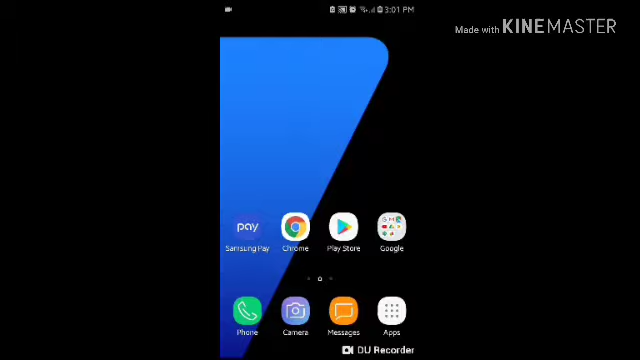 3:01 PM
Made with KINEMASTER
pay
Samsung Pay
Chrome
Play Store
Google
Phone
Camera
Messages
Apps
DU Recorder